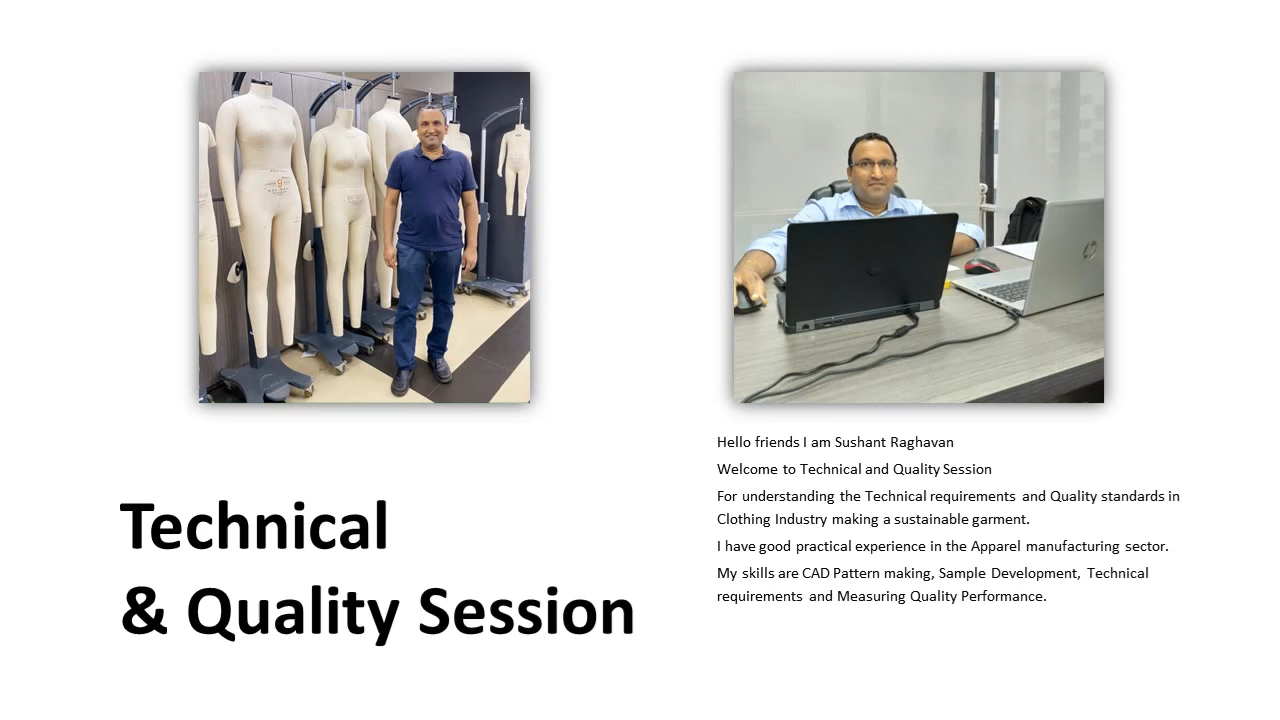 Technical
& Quality Session
Hello friends I am Sushant Raghavan
Welcome to Technical and Quality Session
For understanding the Technical requirements and Quality standards in
Clothing Industry making a sustainable garment.
I have good practical experience in the Apparel manufacturing sector.
My skills are CAD Pattern making, Sample Development, Technical
requirements and Measuring Quality Performance.
9
hp